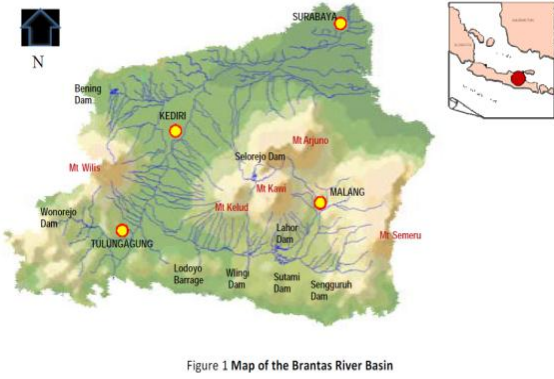 SURABAYA
N
Bening
Dam
KEDIRI
Mt Arjuno
Selorejo Dam
Mt Wilis
Mt Kawi
MALANG
Mt Kelud
Wonorejo
Dam
Lahor
Dam
TULUNGAGUNG
Mt Semeru
Lodoyo
Barrage
Wlingi
Dam
Sutami
Dam
Sengguruh
Dam
Figure 1 Map of the Brantas River Basin